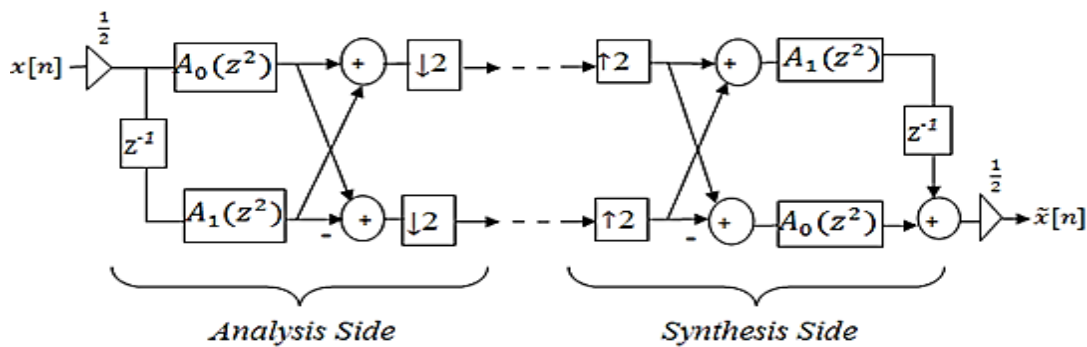 1/2 1/2
x[n] A₀(z²) + ↓2 ↑2 + A₁(z²)
z⁻¹ z⁻¹
A₁(z²) - + ↓2 ↑2 - + A₀(z²) + x̃[n]
Analysis Side Synthesis Side